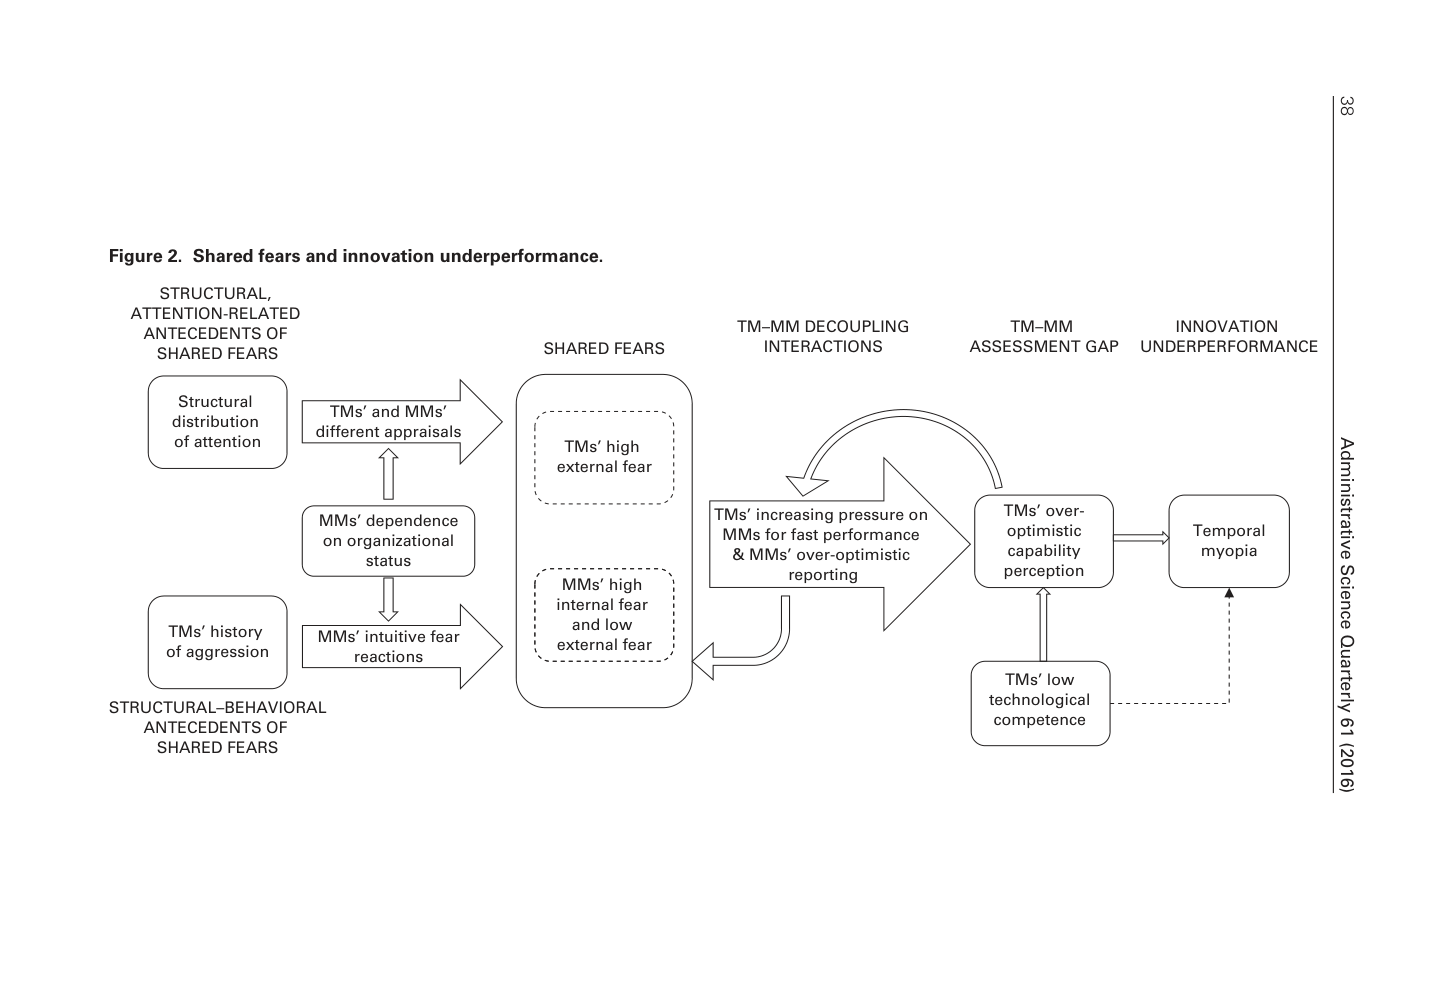 38
Administrative Science Quarterly 61 (2016)
Figure 2. Shared fears and innovation underperformance.
STRUCTURAL,
ATTENTION-RELATED
ANTECEDENTS OF
SHARED FEARS
Structural
distribution
of attention
TMs’ and MMs’
different appraisals
MMs’ dependence
on organizational
status
TMs’ history
of aggression
MMs’ intuitive fear
reactions
STRUCTURAL–BEHAVIORAL
ANTECEDENTS OF
SHARED FEARS
SHARED FEARS
TMs’ high
external fear
MMs’ high
internal fear
and low
external fear
TM–MM DECOUPLING
INTERACTIONS
TMs’ increasing pressure on
MMs for fast performance
& MMs’ over-optimistic
reporting
TM–MM
ASSESSMENT GAP
TMs’ over-
optimistic
capability
perception
TMs’ low
technological
competence
INNOVATION
UNDERPERFORMANCE
Temporal
myopia